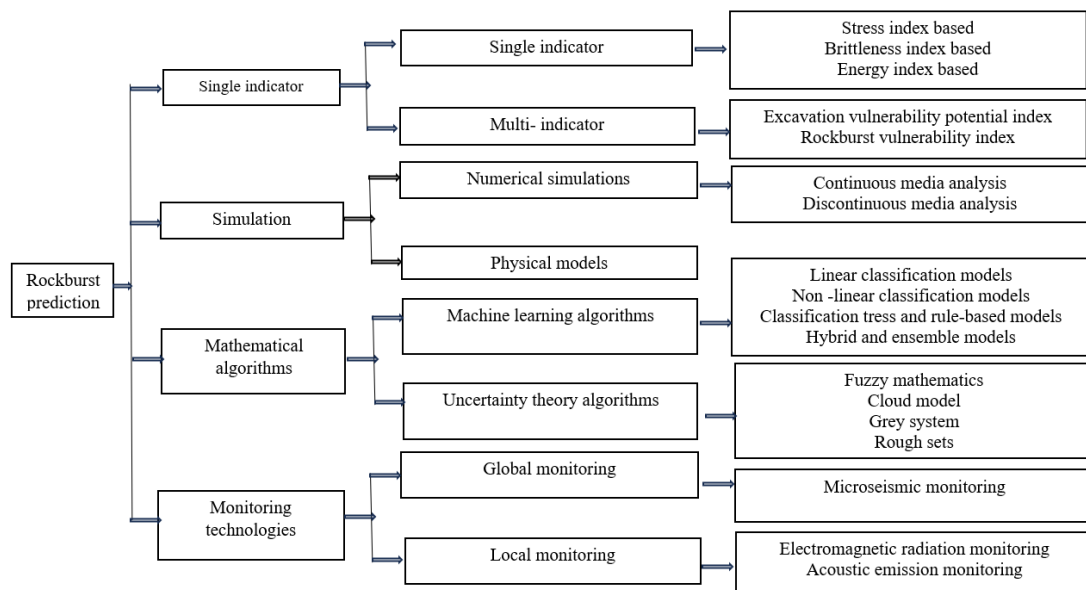 Rockburst
prediction
Single indicator
Single indicator
Stress index based
Brittleness index based
Energy index based
Multi- indicator
Excavation vulnerability potential index
Rockburst vulnerability index
Simulation
Numerical simulations
Continuous media analysis
Discontinuous media analysis
Physical models
Mathematical
algorithms
Machine learning algorithms
Linear classification models
Non -linear classification models
Classification tress and rule-based models
Hybrid and ensemble models
Uncertainty theory algorithms
Fuzzy mathematics
Cloud model
Grey system
Rough sets
Monitoring
technologies
Global monitoring
Microseismic monitoring
Local monitoring
Electromagnetic radiation monitoring
Acoustic emission monitoring